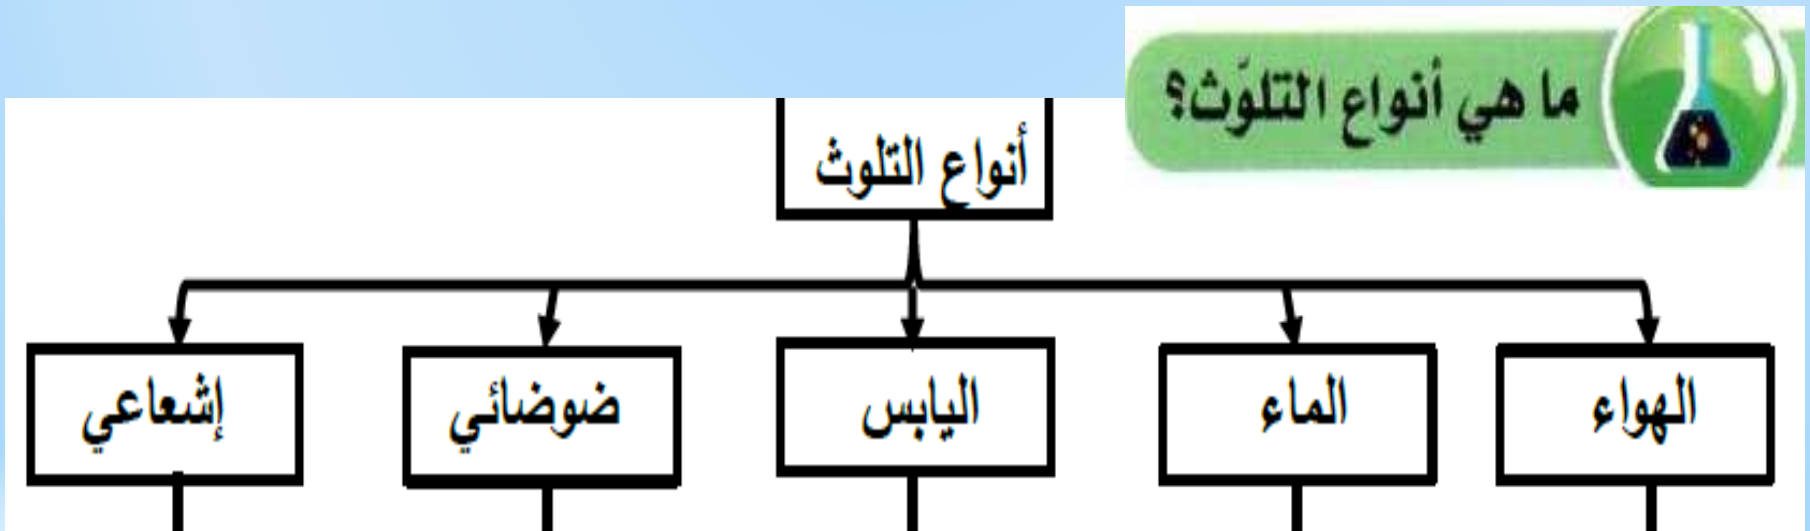 ما هي أنواع التلوّث؟
أنواع التلوث
الهواء
الماء
اليابس
ضوضائي
إشعاعي